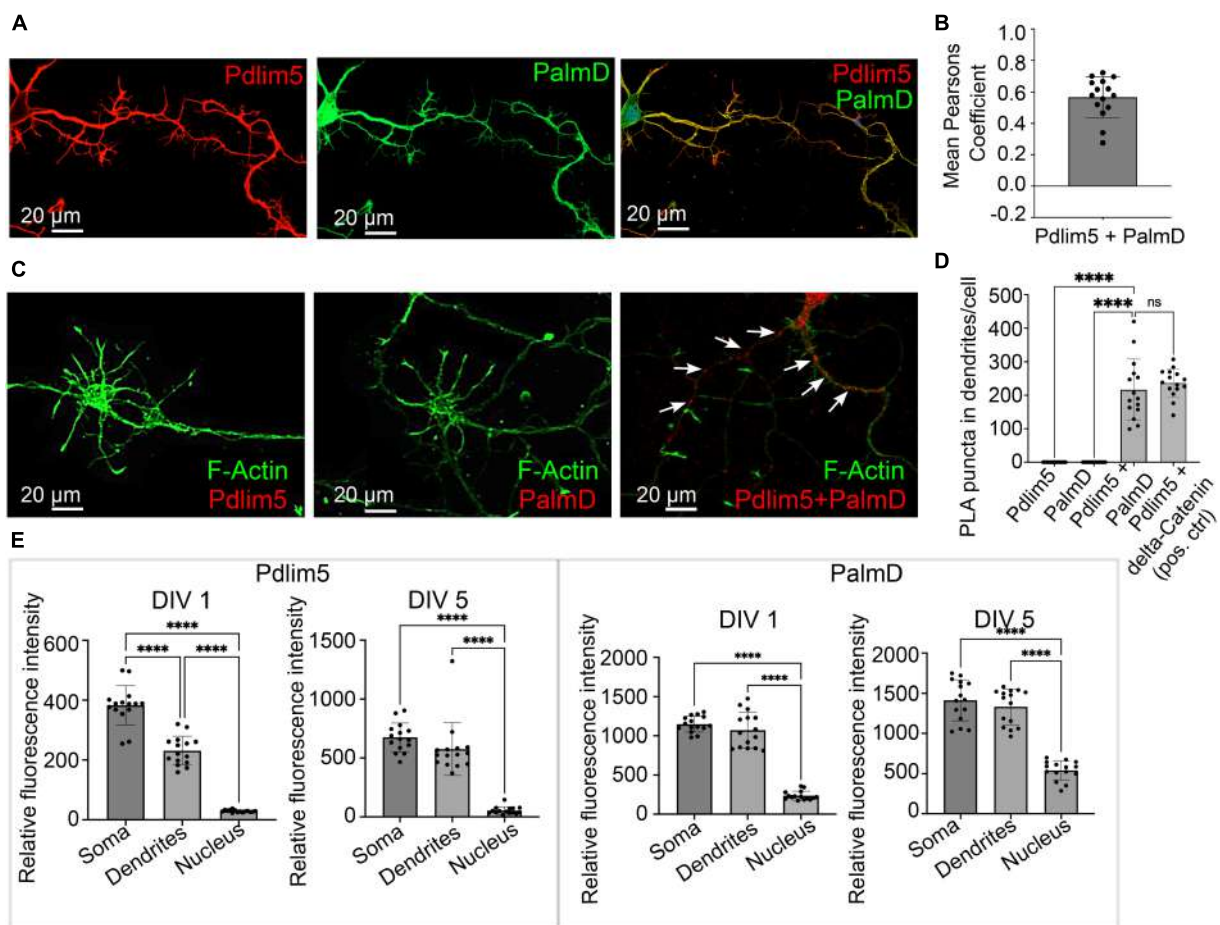 A
Pdlim5
20 µm
PalmD
20 µm
Pdlim5
PalmD
20 µm
B
Mean Pearsons
Coefficient
1.0
0.8
0.6
0.4
0.2
0.0
-0.2
Pdlim5 + PalmD
C
F-Actin
Pdlim5
20 µm
F-Actin
PalmD
20 µm
F-Actin
Pdlim5+PalmD
20 µm
D
PLA puncta in dendrites/cell
500
400
300
200
100
0
****
****
ns
Pdlim5
PalmD
Pdlim5 +
PalmD
Pdlim5 +
delta-Catenin
(pos. ctrl)
E
Pdlim5
DIV 1
Relative fluorescence intensity
600
400
200
0
****
****
****
Soma
Dendrites
Nucleus
DIV 5
Relative fluorescence intensity
1500
1000
500
0
****
****
Soma
Dendrites
Nucleus
PalmD
DIV 1
Relative fluorescence intensity
2000
1500
1000
500
0
****
****
Soma
Dendrites
Nucleus
DIV 5
Relative fluorescence intensity
2000
1500
1000
500
0
****
****
Soma
Dendrites
Nucleus